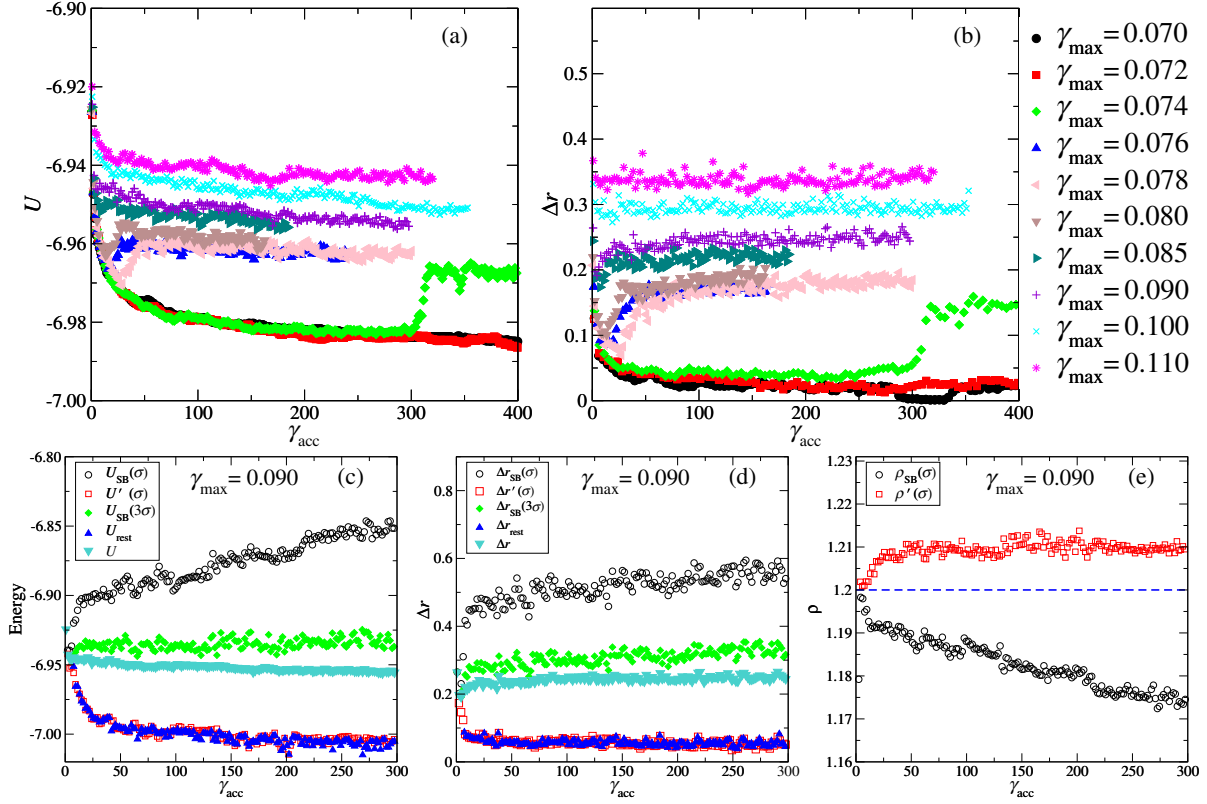 -6.90
-6.92
-6.94
-6.96
-6.98
-7.00
U
(a)
0 100 200 300 400
γacc
0.5
0.4
0.3
0.2
0.1
0
Δr
(b)
0 100 200 300 400
γacc
γmax = 0.070
γmax = 0.072
γmax = 0.074
γmax = 0.076
γmax = 0.078
γmax = 0.080
γmax = 0.085
γmax = 0.090
γmax = 0.100
γmax = 0.110
-6.80
-6.85
-6.90
-6.95
-7.00
Energy
USB(σ)
U' (σ)
USB(3σ)
Urest
U
γmax = 0.090
(c)
0 50 100 150 200 250 300
γacc
0.8
0.6
0.4
0.2
0
Δr
ΔrSB(σ)
Δr'(σ)
ΔrSB(3σ)
Δrrest
Δr
γmax = 0.090
(d)
0 50 100 150 200 250 300
γacc
1.23
1.22
1.21
1.2
1.19
1.18
1.17
1.16
ρ
ρSB(σ)
ρ'(σ)
γmax = 0.090
(e)
0 50 100 150 200 250 300
γacc